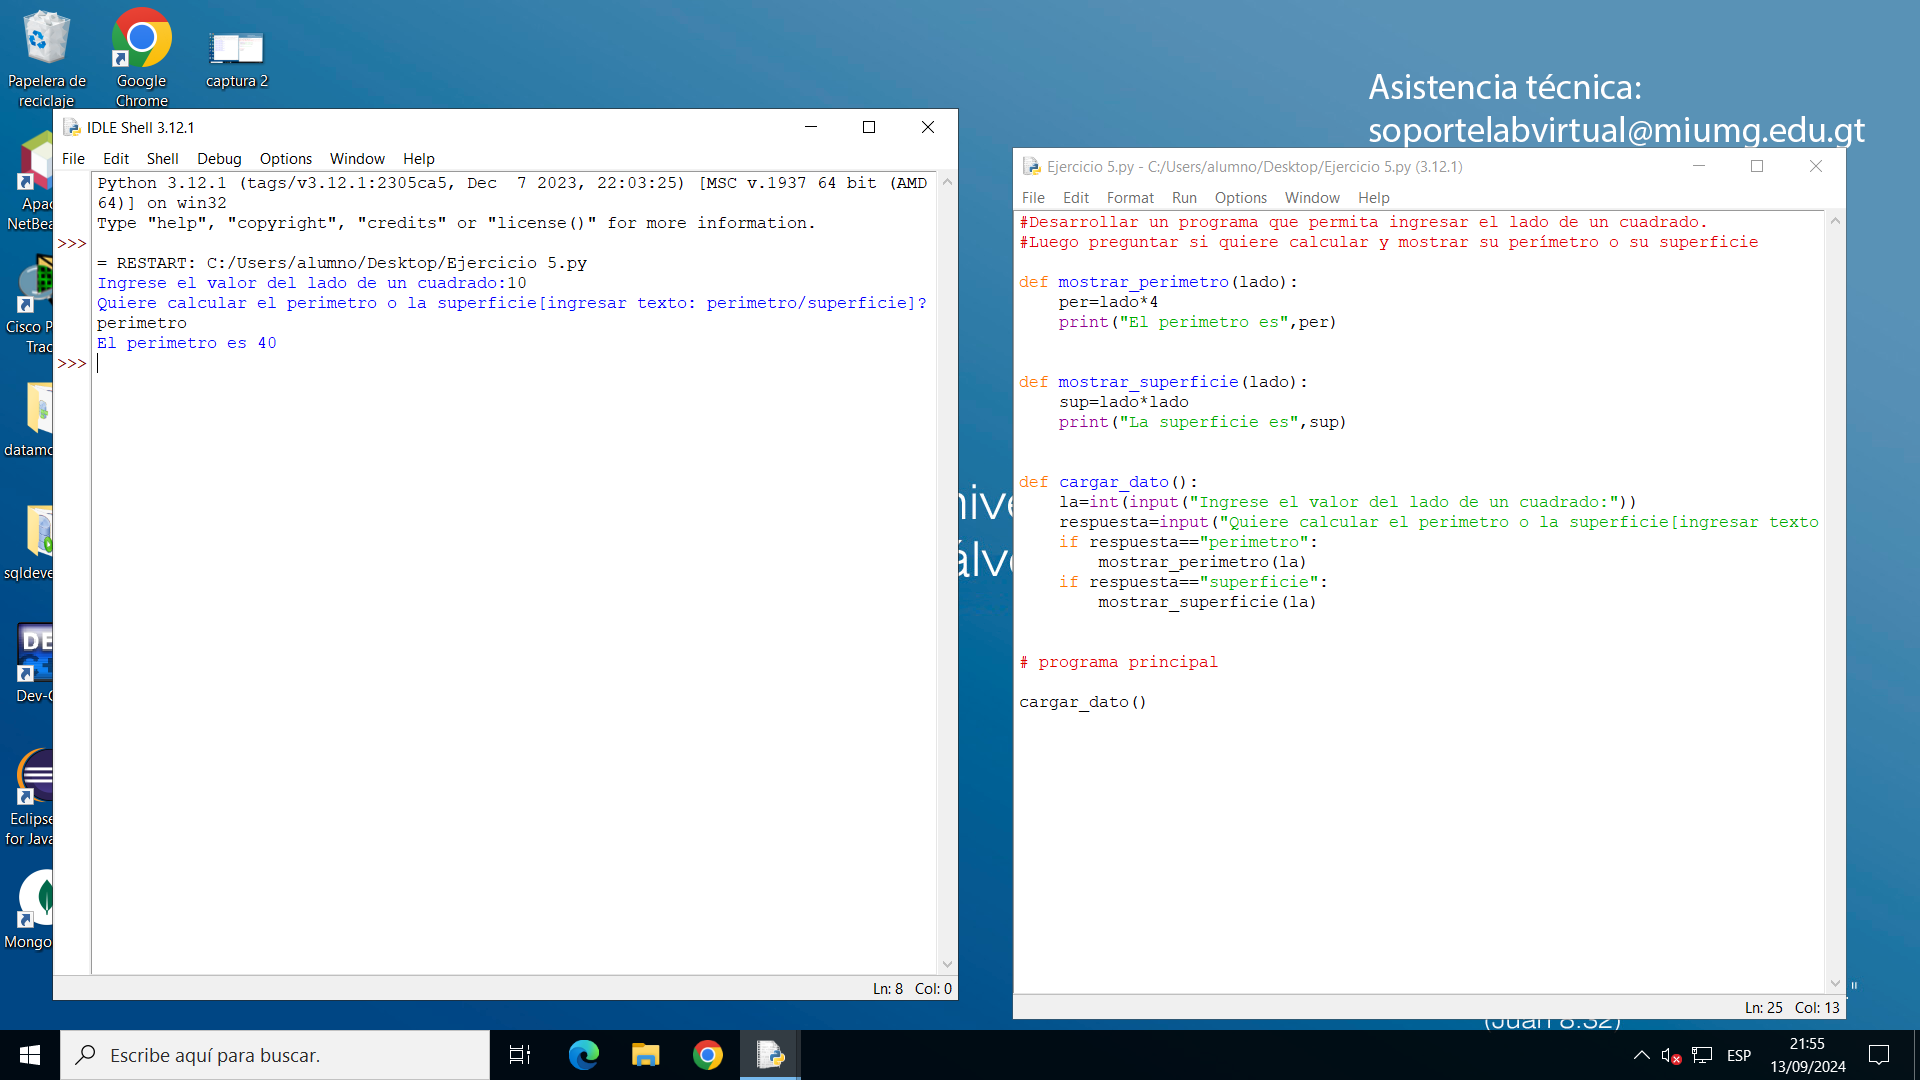 Papelera de
reciclaje
Google
Chrome
captura 2
Asistencia técnica:
soportelabvirtual@miumg.edu.gt
IDLE Shell 3.12.1
File Edit Shell Debug Options Window Help
Python 3.12.1 (tags/v3.12.1:2305ca5, Dec  7 2023, 22:03:25) [MSC v.1937 64 bit (AMD
64)] on win32
Type "help", "copyright", "credits" or "license()" for more information.
>>>
= RESTART: C:/Users/alumno/Desktop/Ejercicio 5.py
Ingrese el valor del lado de un cuadrado:10
Quiere calcular el perimetro o la superficie[ingresar texto: perimetro/superficie]?
perimetro
El perimetro es 40
>>>
Ln: 8 Col: 0
Ejercicio 5.py - C:/Users/alumno/Desktop/Ejercicio 5.py (3.12.1)
File Edit Format Run Options Window Help
#Desarrollar un programa que permita ingresar el lado de un cuadrado.
#Luego preguntar si quiere calcular y mostrar su perímetro o su superficie
def mostrar_perimetro(lado):
    per=lado*4
    print("El perimetro es",per)
def mostrar_superficie(lado):
    sup=lado*lado
    print("La superficie es",sup)
def cargar_dato():
    la=int(input("Ingrese el valor del lado de un cuadrado:"))
    respuesta=input("Quiere calcular el perimetro o la superficie[ingresar texto
    if respuesta=="perimetro":
        mostrar_perimetro(la)
    if respuesta=="superficie":
        mostrar_superficie(la)
# programa principal
cargar_dato()
Ln: 25 Col: 13
Apac
NetBea
Cisco P
Trac
datamo
sqldeve
DE
Dev-C
Eclipse
for Java
Mongo
nive
álve
(Juan 8:32)
Escribe aquí para buscar.
ESP
21:55
13/09/2024